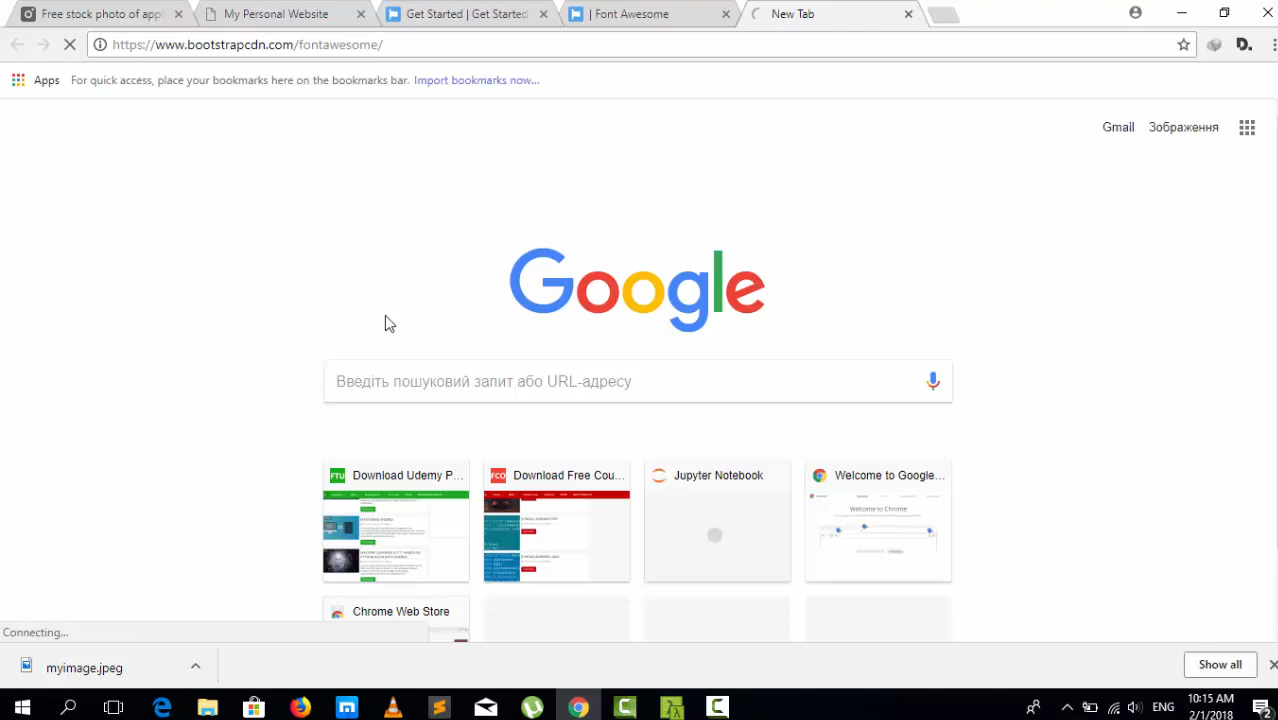 Free stock photo of appl
My Personal Website
Get Started | Get Started
| Font Awesome
New Tab
https://www.bootstrapcdn.com/fontawesome/
D.
Apps
For quick access, place your bookmarks here on the bookmarks bar. Import bookmarks now...
Gmail
Зображення
Google
Введіть пошуковий запит або URL-адресу
FTU
Download Udemy P...
FCO
Download Free Cou...
Jupyter Notebook
Welcome to Google...
Welcome to Chrome
Chrome Web Store
Connecting...
myimage.jpeg
Show all
ENG
10:15 AM
2/1/2018